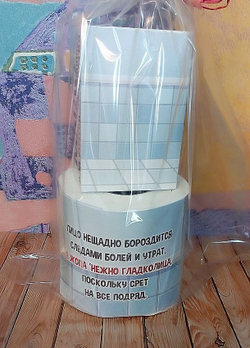 ЛИЦО НЕЩАДНО БОРОЗДИТСЯ
СЛЕДАМИ БОЛЕЙ И УТРАТ,
А ЖОПА НЕЖНО ГЛАДКОЛИЦА,
ПОСКОЛЬКУ СРЕТ
НА ВСЕ ПОДРЯД